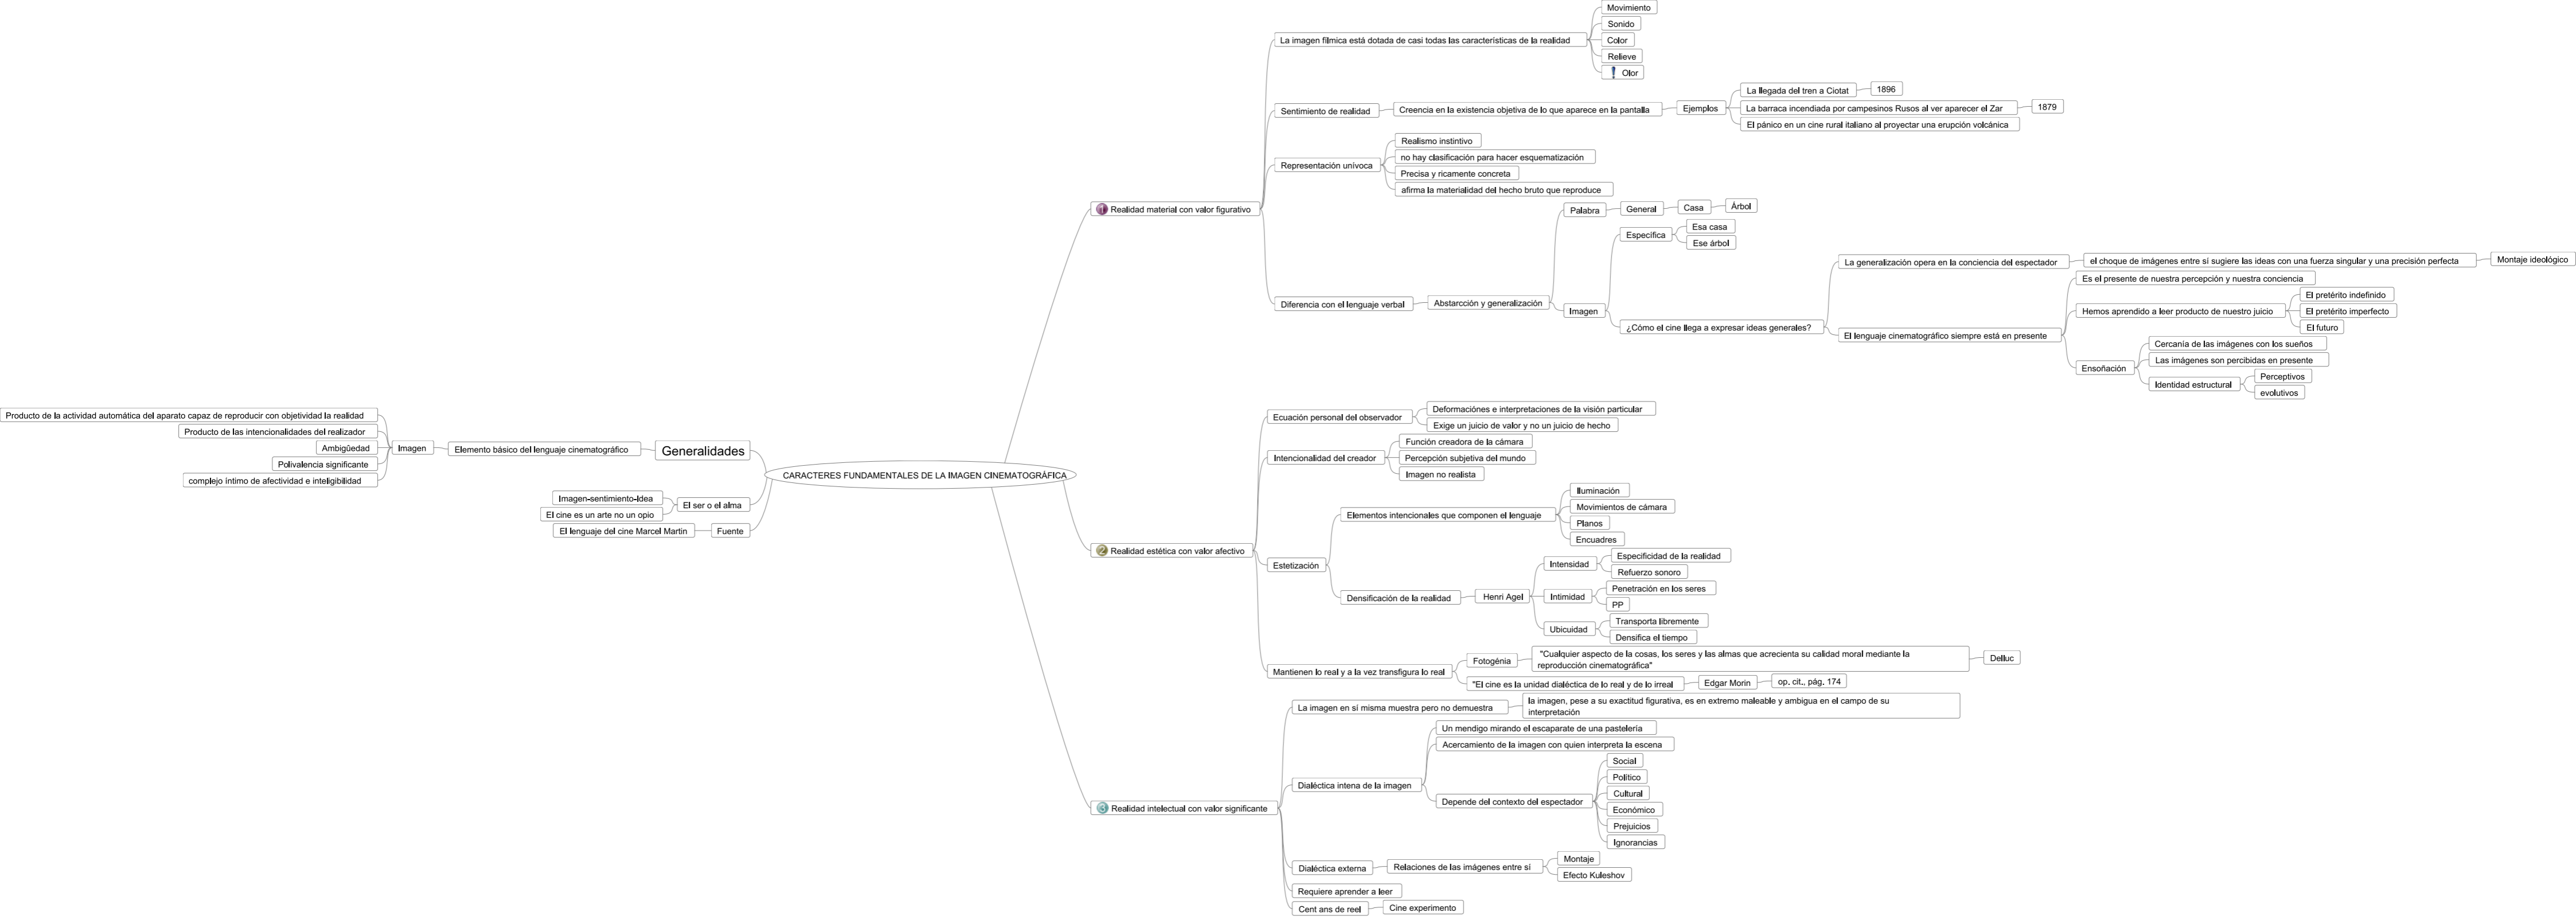 CARACTERES FUNDAMENTALES DE LA IMAGEN CINEMATOGRÁFICA
Generalidades
Elemento básico del lenguaje cinematográfico
Imagen
Producto de la actividad automática del aparato capaz de reproducir con objetividad la realidad
Producto de las intencionalidades del realizador
Ambigüedad
Polivalencia significante
complejo íntimo de afectividad e inteligibilidad
El ser o el alma
Imagen-sentimiento-Idea
El cine es un arte no un opio
Fuente
El lenguaje del cine Marcel Martin
1 Realidad material con valor figurativo
La imagen fílmica está dotada de casi todas las características de la realidad
Movimiento
Sonido
Color
Relieve
! Olor
Sentimiento de realidad
Creencia en la existencia objetiva de lo que aparece en la pantalla
Ejemplos
La llegada del tren a Ciotat
1896
La barraca incendiada por campesinos Rusos al ver aparecer el Zar
1879
El pánico en un cine rural italiano al proyectar una erupción volcánica
Representación unívoca
Realismo instintivo
no hay clasificación para hacer esquematización
Precisa y ricamente concreta
afirma la materialidad del hecho bruto que reproduce
Diferencia con el lenguaje verbal
Abstarcción y generalización
Palabra
General
Casa
Árbol
Imagen
Específica
Esa casa
Ese árbol
¿Cómo el cine llega a expresar ideas generales?
La generalización opera en la conciencia del espectador
el choque de imágenes entre sí sugiere las ideas con una fuerza singular y una precisión perfecta
Montaje ideológico
El lenguaje cinematográfico siempre está en presente
Es el presente de nuestra percepción y nuestra conciencia
Hemos aprendido a leer producto de nuestro juicio
El pretérito indefinido
El pretérito imperfecto
El futuro
Ensoñación
Cercanía de las imágenes con los sueños
Las imágenes son percibidas en presente
Identidad estructural
Perceptivos
evolutivos
2 Realidad estética con valor afectivo
Ecuación personal del observador
Deformaciónes e interpretaciones de la visión particular
Exige un juicio de valor y no un juicio de hecho
Intencionalidad del creador
Función creadora de la cámara
Percepción subjetiva del mundo
Imagen no realista
Estetización
Elementos intencionales que componen el lenguaje
Iluminación
Movimientos de cámara
Planos
Encuadres
Densificación de la realidad
Henri Agel
Intensidad
Especificidad de la realidad
Refuerzo sonoro
Intimidad
Penetración en los seres
PP
Ubicuidad
Transporta libremente
Densifica el tiempo
Mantienen lo real y a la vez transfigura lo real
Fotogénia
"Cualquier aspecto de la cosas, los seres y las almas que acrecienta su calidad moral mediante la
reproducción cinematográfica"
Delluc
"El cine es la unidad dialéctica de lo real y de lo irreal
Edgar Morin
op. cit., pág. 174
3 Realidad intelectual con valor significante
La imagen en sí misma muestra pero no demuestra
la imagen, pese a su exactitud figurativa, es en extremo maleable y ambigua en el campo de su
interpretación
Dialéctica intena de la imagen
Un mendigo mirando el escaparate de una pastelería
Acercamiento de la imagen con quien interpreta la escena
Depende del contexto del espectador
Social
Político
Cultural
Económico
Prejuicios
Ignorancias
Dialéctica externa
Relaciones de las imágenes entre sí
Montaje
Efecto Kuleshov
Requiere aprender a leer
Cent ans de reel
Cine experimento